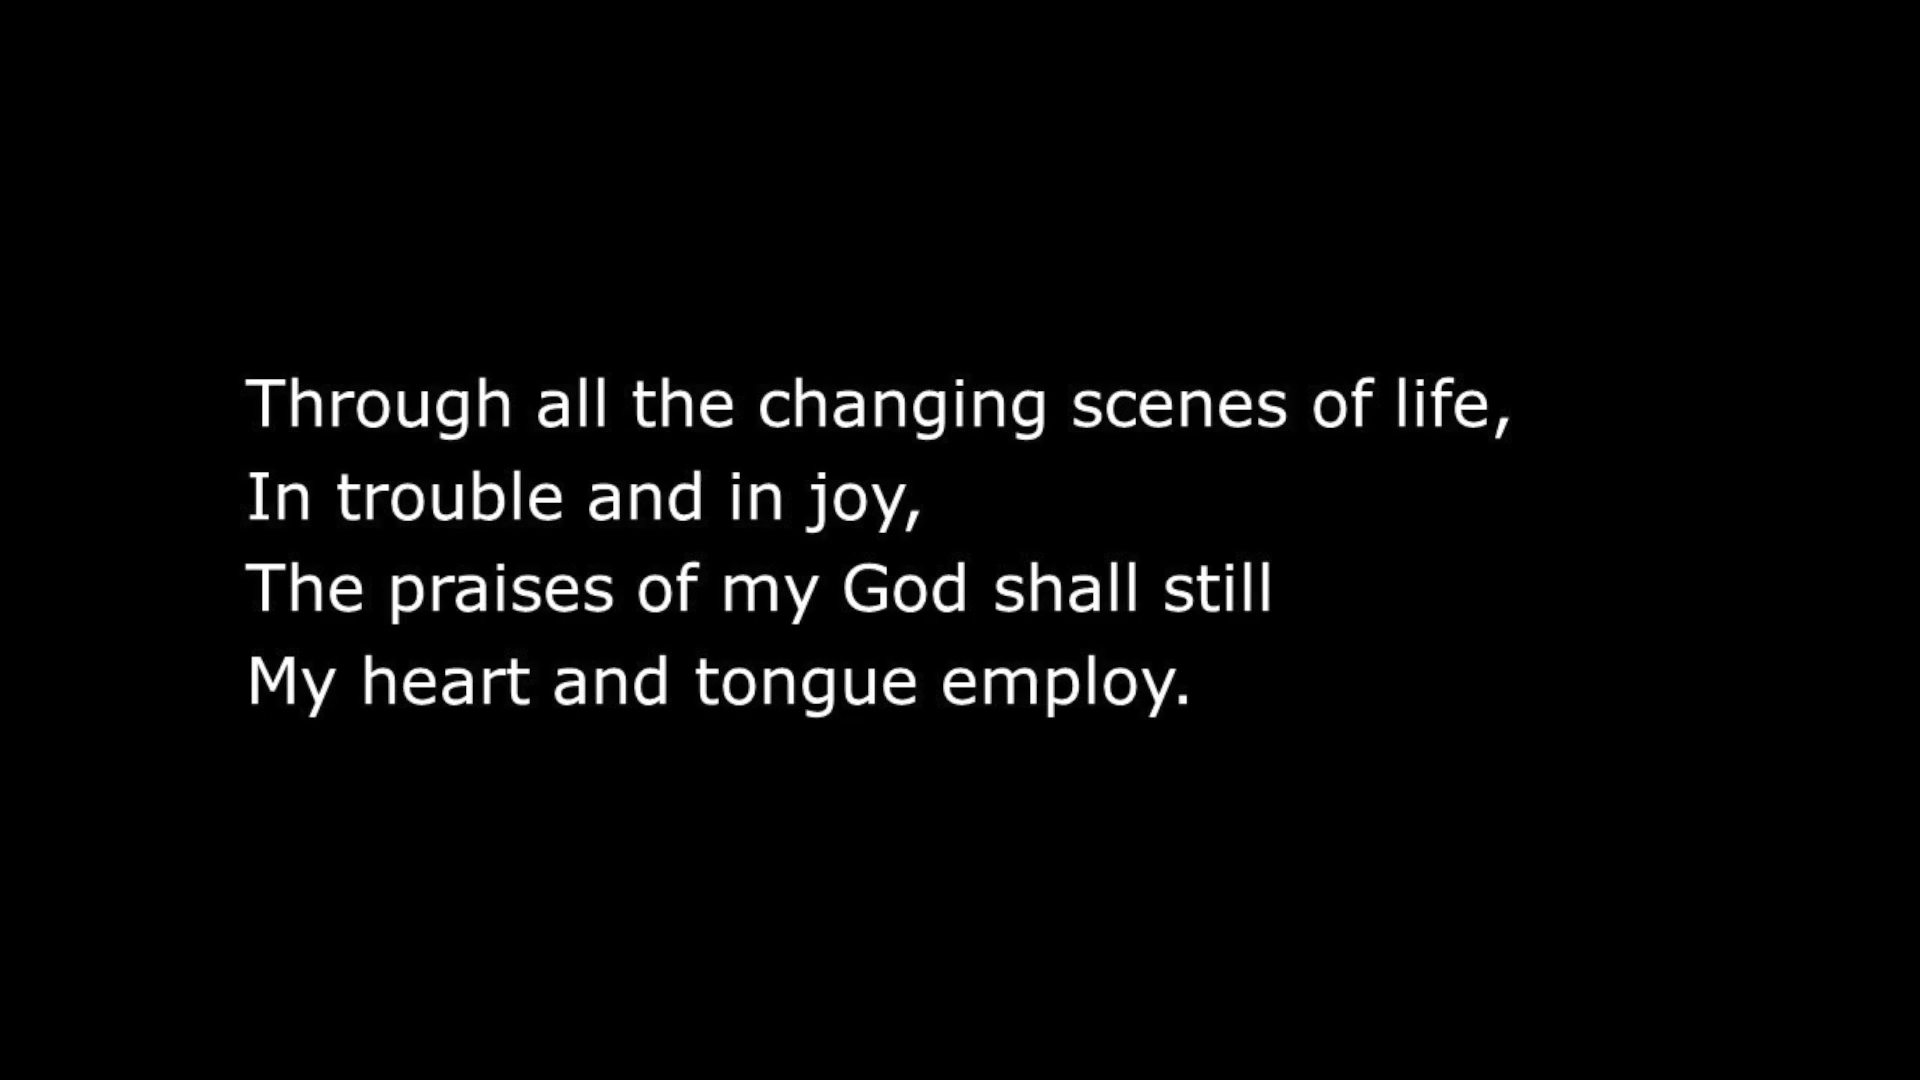 Through all the changing scenes of life,
In trouble and in joy,
The praises of my God shall still
My heart and tongue employ.